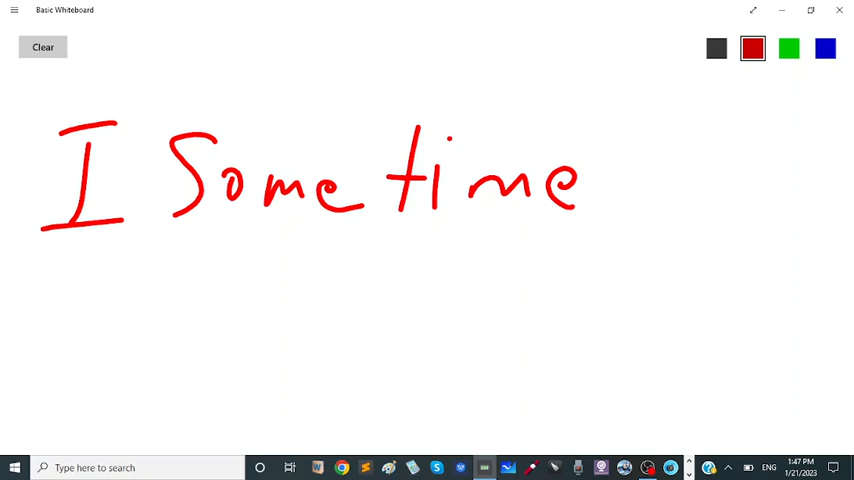 Basic Whiteboard
Clear
I Sometime
Type here to search
ENG
1:47 PM
1/21/2023